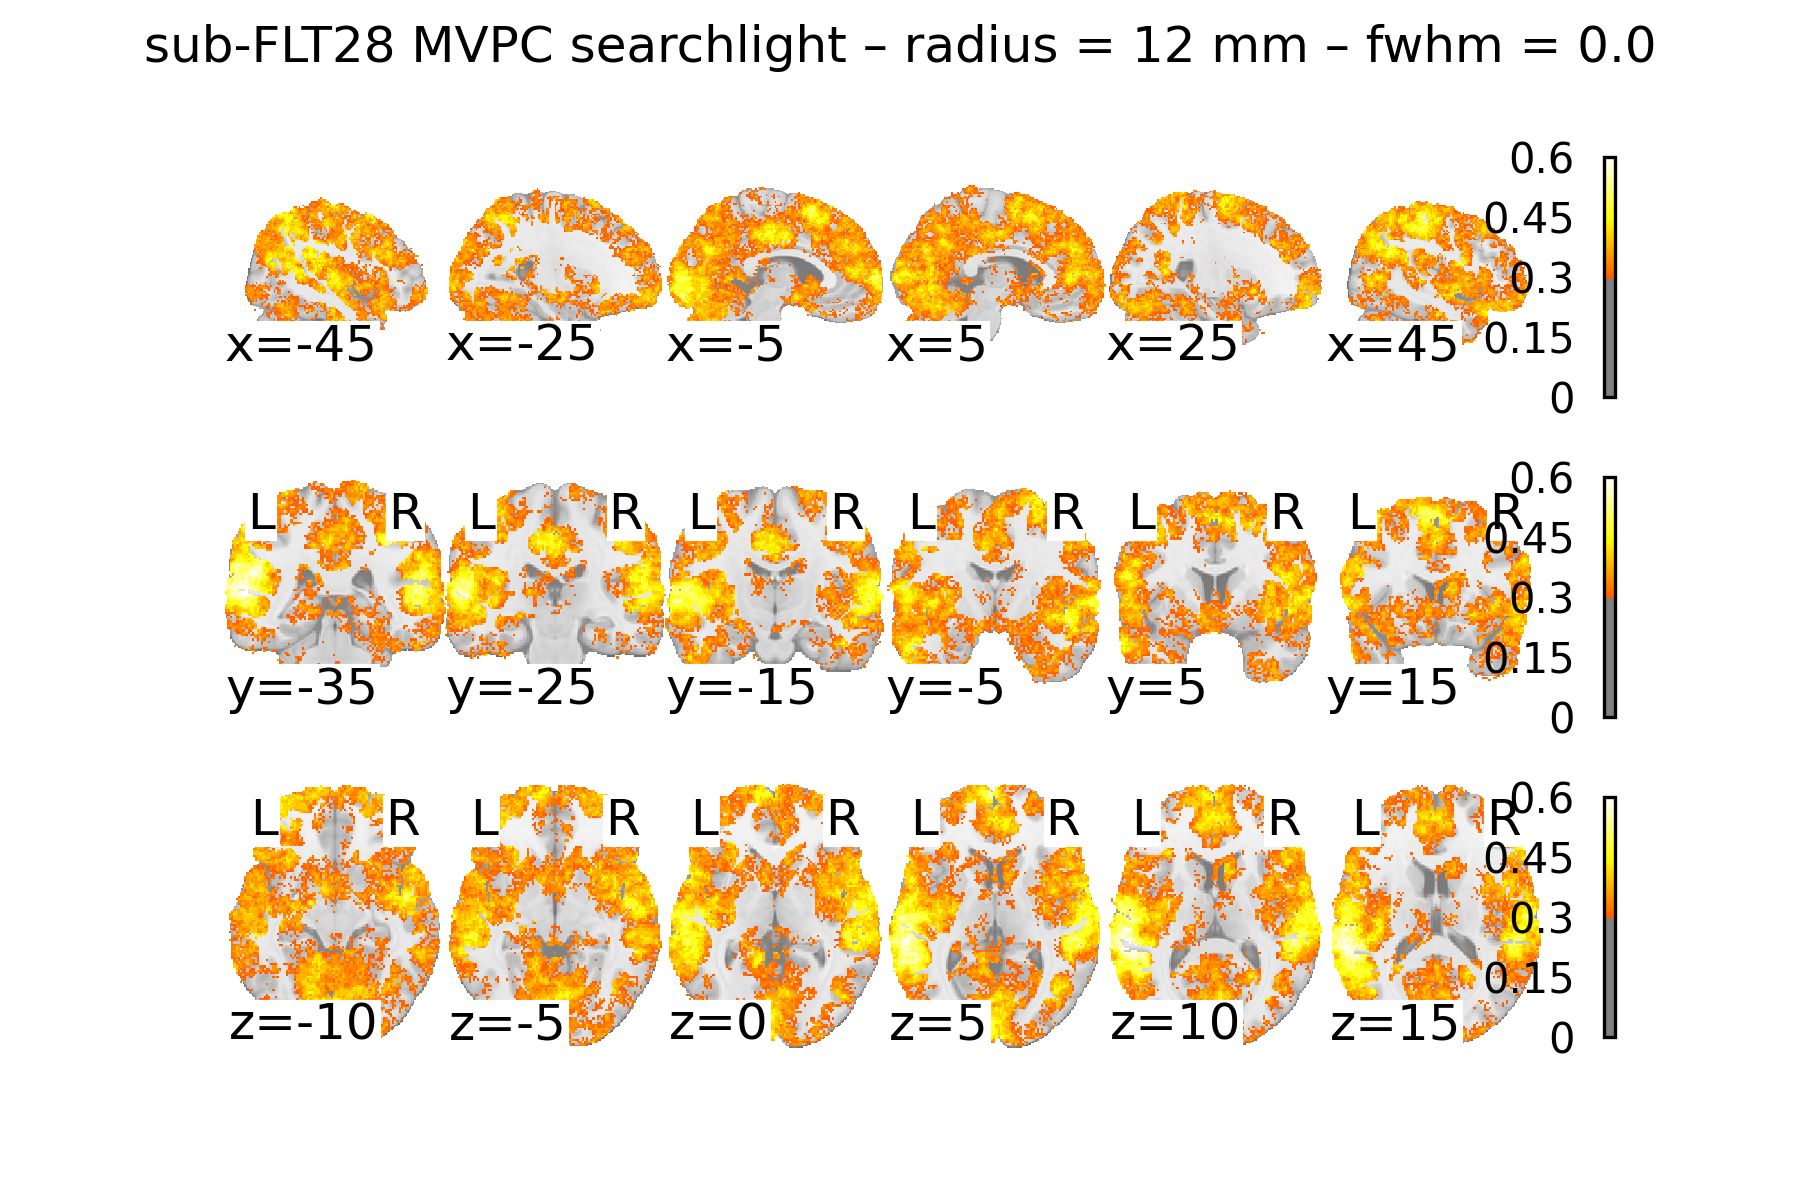 sub-FLT28 MVPC searchlight – radius = 12 mm – fwhm = 0.0
0.6
0.45
0.3
0.15
0
x=-45 x=-25 x=-5 x=5 x=25 x=45
L R L R L R L R L R L R
0.6
0.45
0.3
0.15
0
y=-35 y=-25 y=-15 y=-5 y=5 y=15
L R L R L R L R L R L R
0.6
0.45
0.3
0.15
0
z=-10 z=-5 z=0 z=5 z=10 z=15